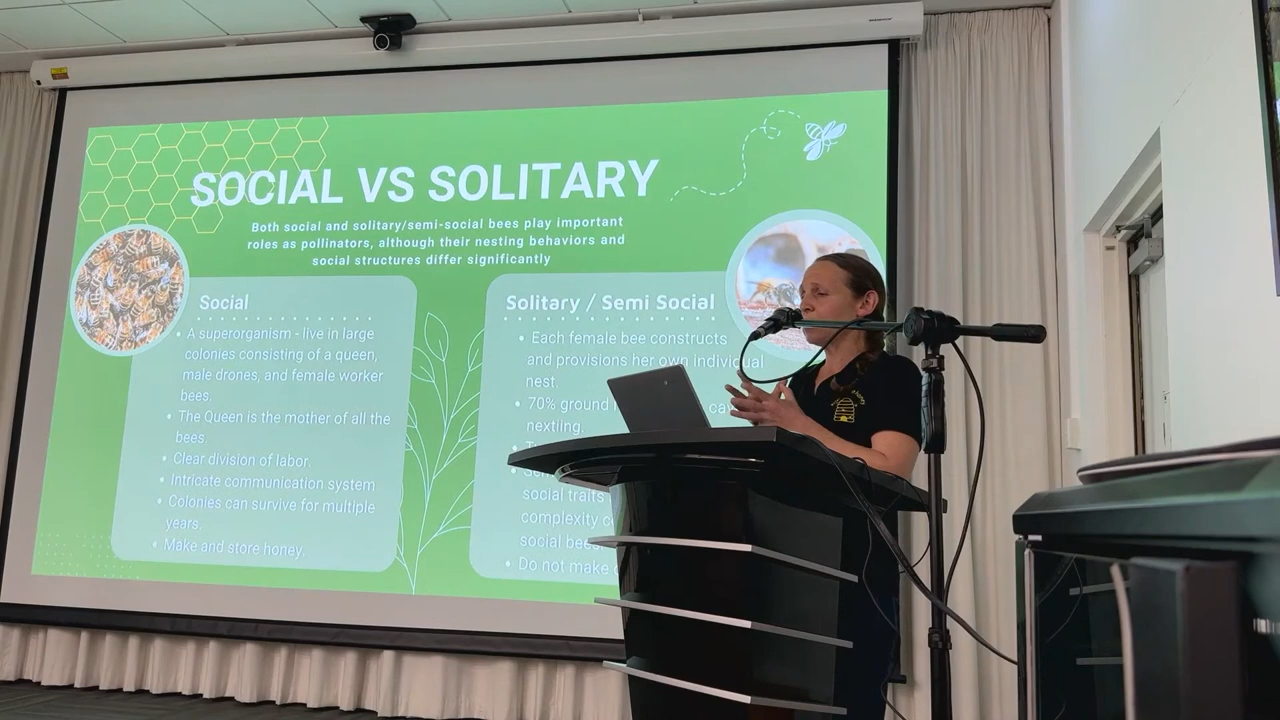 SOCIAL VS SOLITARY
Both social and solitary/semi-social bees play important
roles as pollinators, although their nesting behaviors and
social structures differ significantly
Social
• A superorganism - live in large
colonies consisting of a queen,
male drones, and female worker
bees.
• The Queen is the mother of all the
bees.
• Clear division of labor.
• Intricate communication system
• Colonies can survive for multiple
years.
• Make and store honey.
Solitary / Semi Social
• Each female bee constructs
and provisions her own individual
nest.
• 70% ground
nextling.
social traits
complexity
social bees
• Do not make